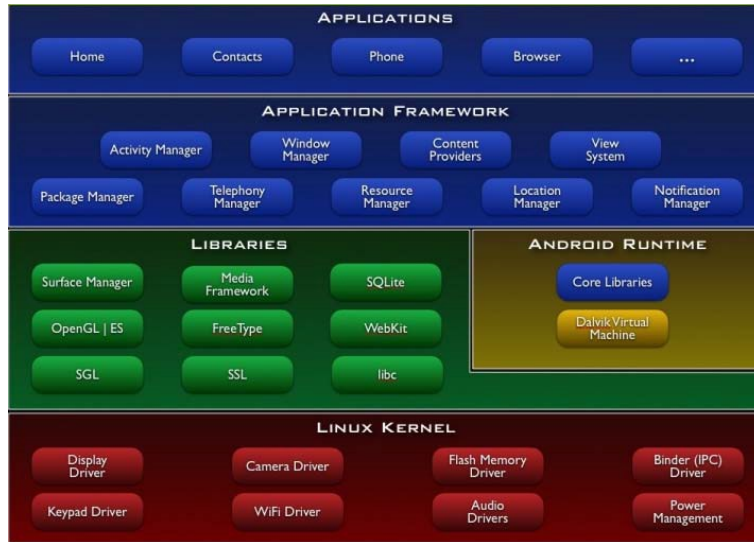 APPLICATIONS
Home
Contacts
Phone
Browser
...
APPLICATION FRAMEWORK
Activity Manager
Window
Manager
Content
Providers
View
System
Package Manager
Telephony
Manager
Resource
Manager
Location
Manager
Notification
Manager
LIBRARIES
Surface Manager
Media
Framework
SQLite
OpenGL | ES
FreeType
WebKit
SGL
SSL
libc
ANDROID RUNTIME
Core Libraries
Dalvik Virtual
Machine
LINUX KERNEL
Display
Driver
Camera Driver
Flash Memory
Driver
Binder (IPC)
Driver
Keypad Driver
WiFi Driver
Audio
Drivers
Power
Management